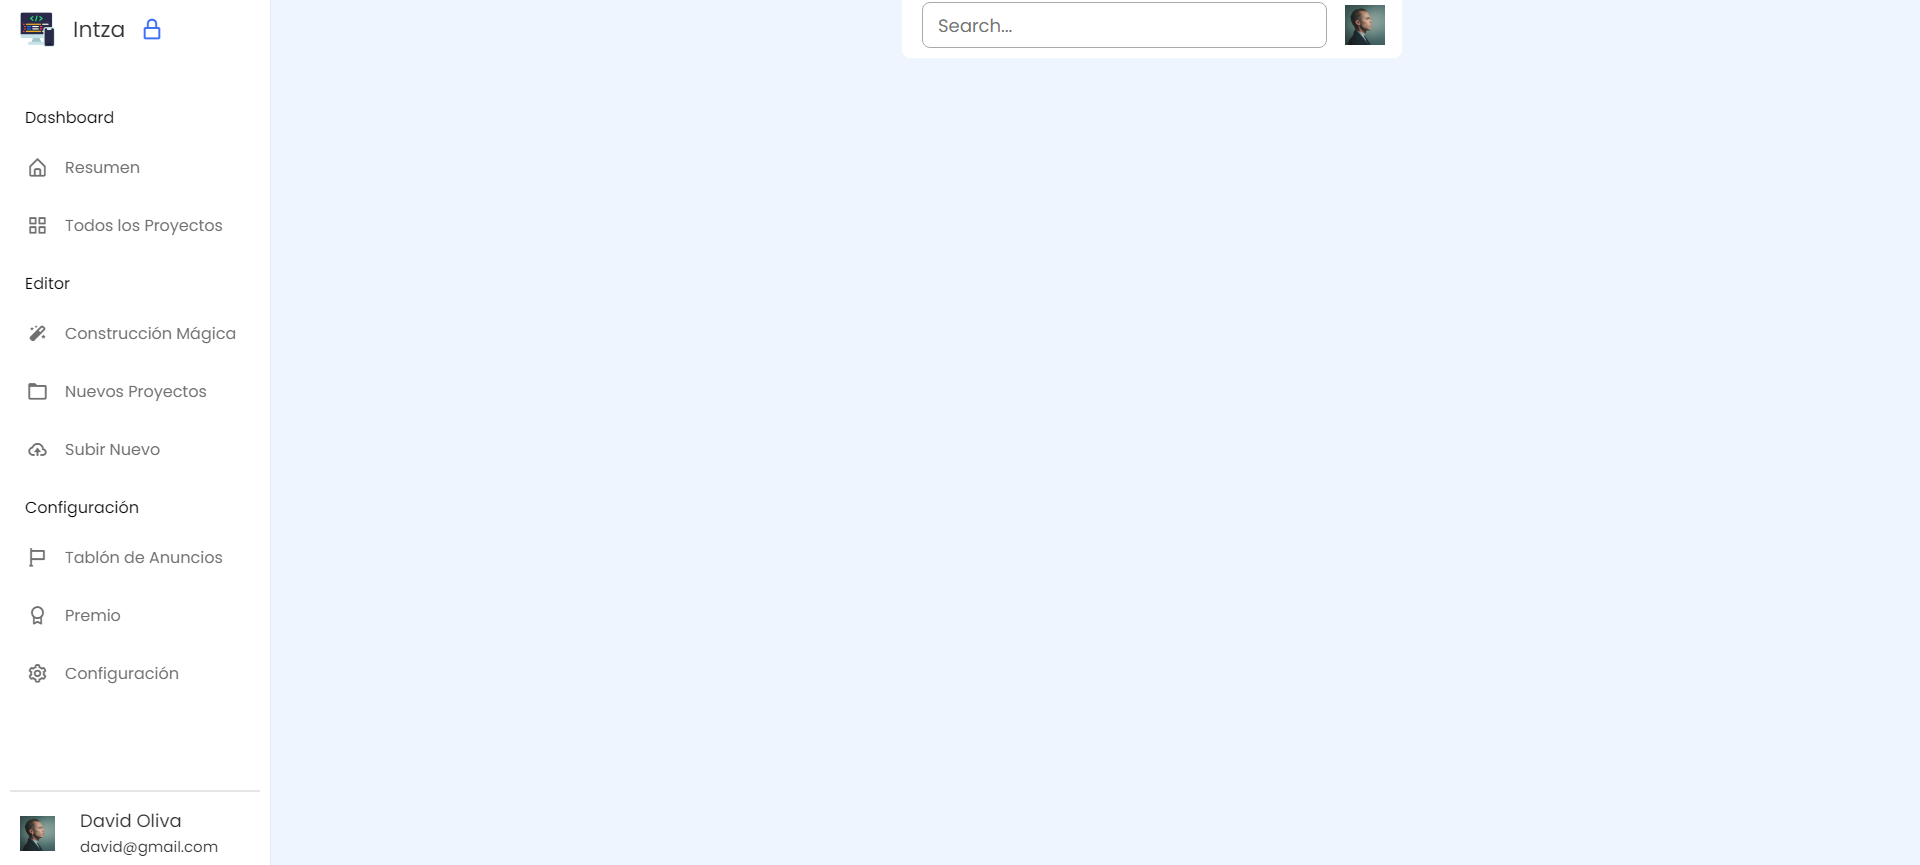 Intza
Search...
Dashboard
Resumen
Todos los Proyectos
Editor
Construcción Mágica
Nuevos Proyectos
Subir Nuevo
Configuración
Tablón de Anuncios
Premio
Configuración
David Oliva
david@gmail.com